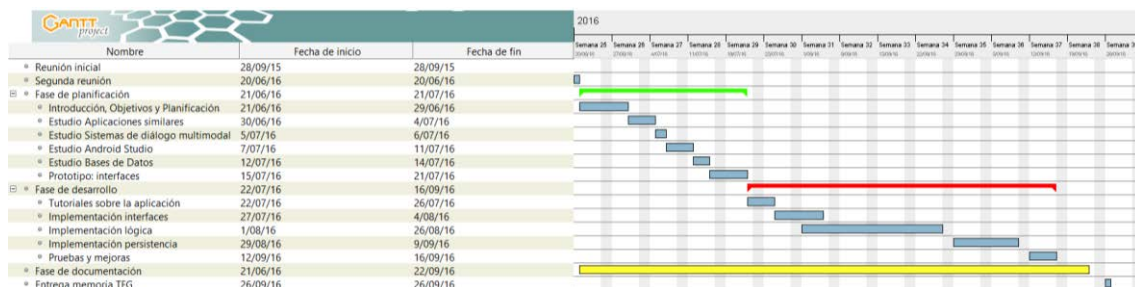 GANTT
project
2016
Nombre Fecha de inicio Fecha de fin
Semana 25 Semana 26 Semana 27 Semana 28 Semana 29 Semana 30 Semana 31 Semana 32 Semana 33 Semana 34 Semana 35 Semana 36 Semana 37 Semana 38
Reunión inicial 28/09/15 28/09/15
Segunda reunión 20/06/16 20/06/16
Fase de planificación 21/06/16 21/07/16
Introducción, Objetivos y Planificación 21/06/16 29/06/16
Estudio Aplicaciones similares 30/06/16 4/07/16
Estudio Sistemas de diálogo multimodal 5/07/16 6/07/16
Estudio Android Studio 7/07/16 11/07/16
Estudio Bases de Datos 12/07/16 14/07/16
Prototipo: interfaces 15/07/16 21/07/16
Fase de desarrollo 22/07/16 16/09/16
Tutoriales sobre la aplicación 22/07/16 26/07/16
Implementación interfaces 27/07/16 4/08/16
Implementación lógica 1/08/16 26/08/16
Implementación persistencia 29/08/16 9/09/16
Pruebas y mejoras 12/09/16 16/09/16
Fase de documentación 21/06/16 22/09/16
Entrega memoria TFG 26/09/16 26/09/16